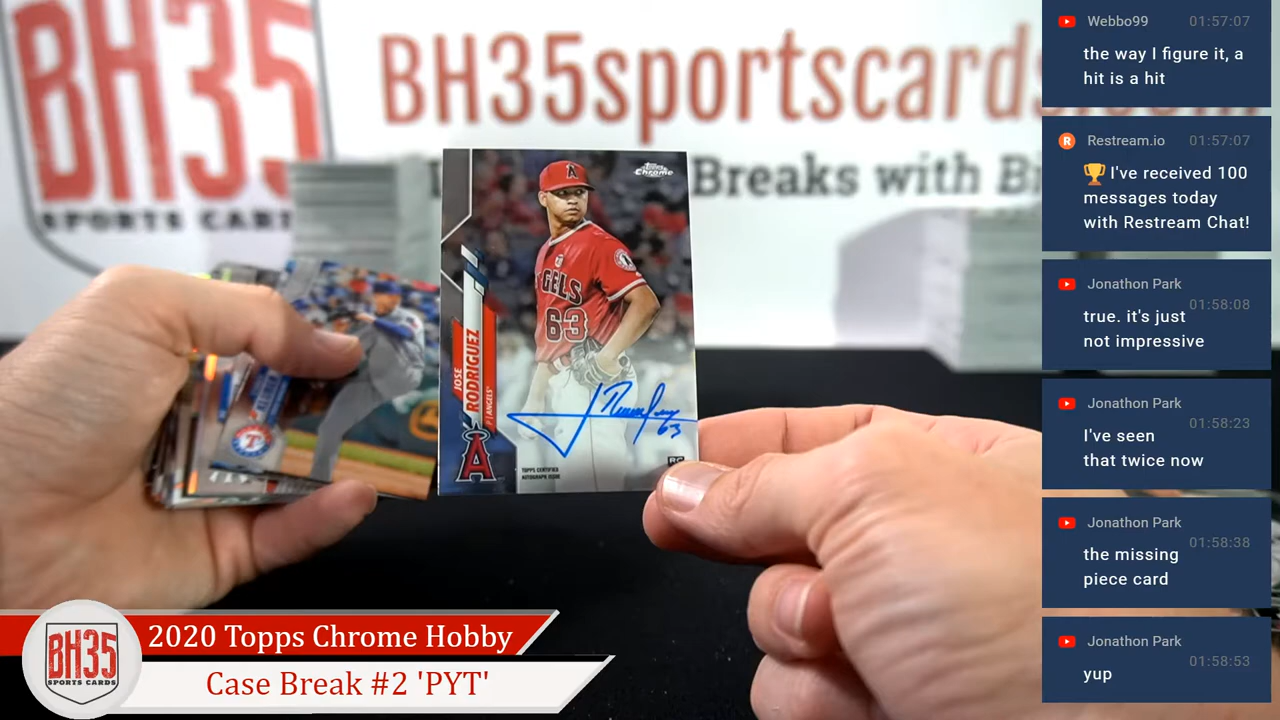 BH35
SPORTS CARDS
BH35sportscards.com
Breaks with B
Topps
Chrome
A
GELS
63
JOSE
RODRIGUEZ
P | ANGELS
A
TOPPS CERTIFIED
AUTOGRAPH ISSUE
63
RC
T
BH35
SPORTS CARDS
2020 Topps Chrome Hobby
Case Break #2 'PYT'
Webbo99 01:57:07
the way I figure it, a
hit is a hit
Restream.io 01:57:07
🏆 I've received 100
messages today
with Restream Chat!
Jonathon Park 01:58:08
true. it's just
not impressive
Jonathon Park 01:58:23
I've seen
that twice now
Jonathon Park 01:58:38
the missing
piece card
Jonathon Park 01:58:53
yup